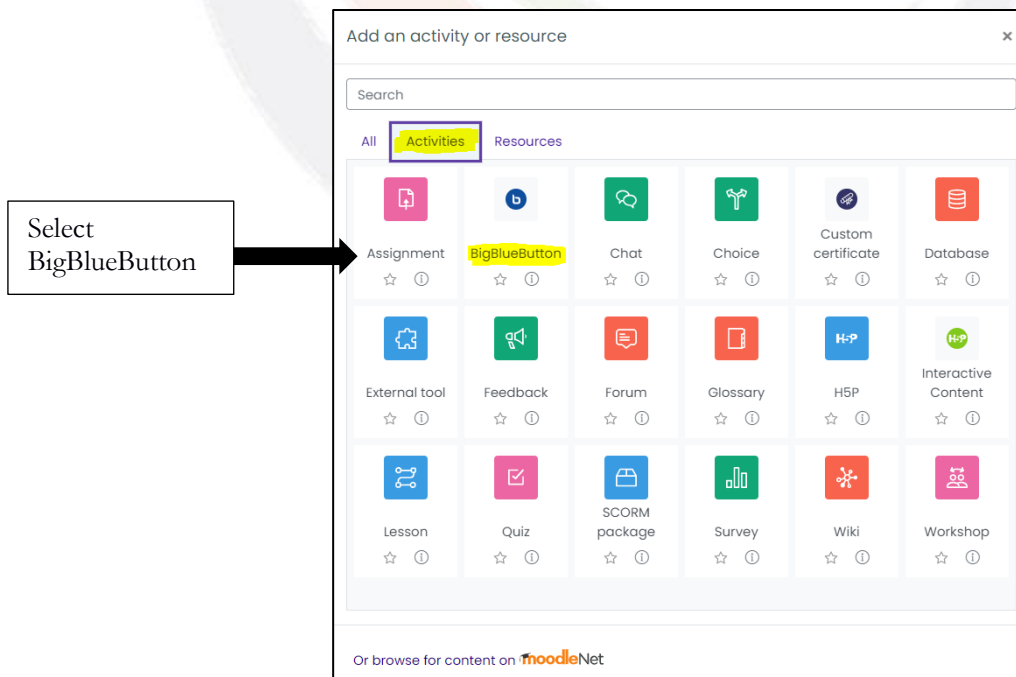 Add an activity or resource ×
Search
All Activities Resources
Select
BigBlueButton
Assignment BigBlueButton Chat Choice Custom certificate Database
External tool Feedback Forum Glossary H5P Interactive Content
H-P H-P
Lesson Quiz SCORM package Survey Wiki Workshop
Or browse for content on moodleNet